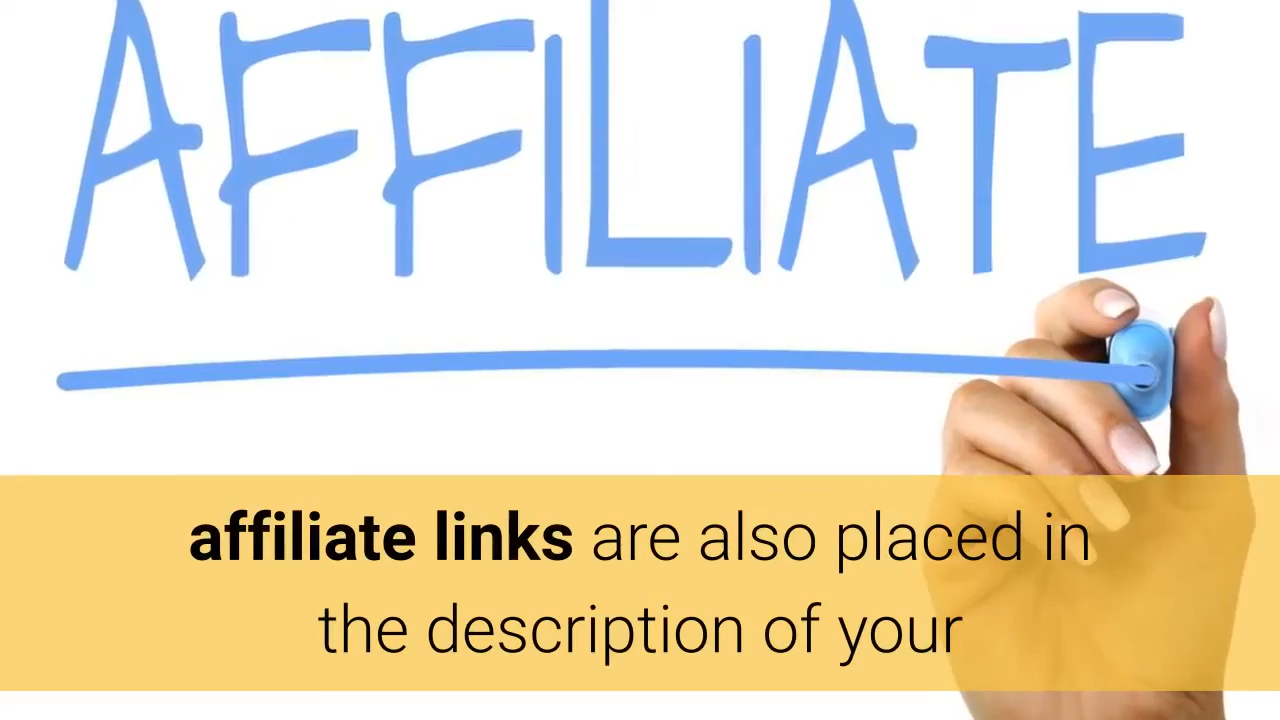 AFFILIATE
affiliate links are also placed in
the description of your